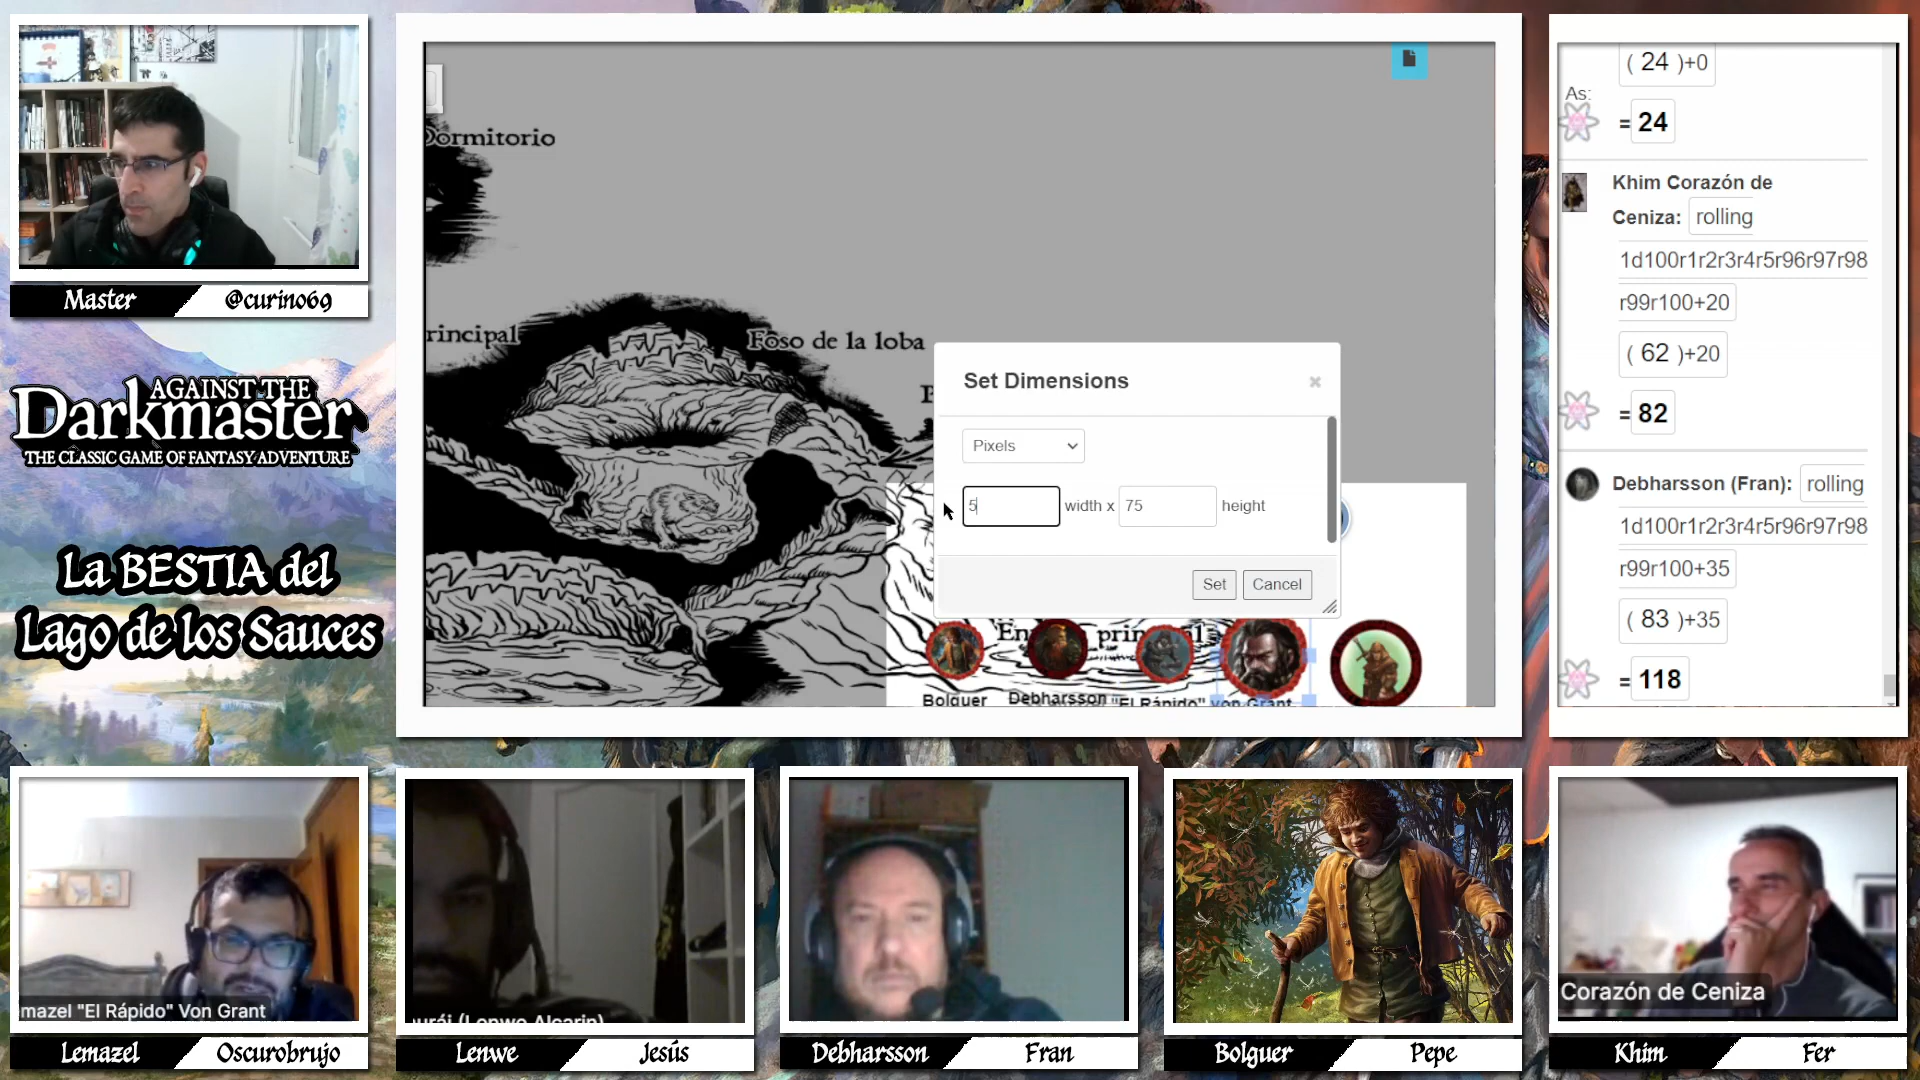 Master
@curino69
AGAINST THE
Darkmaster
THE CLASSIC GAME OF FANTASY ADVENTURE
La BESTIA del
Lago de los Sauces
Dormitorio
rincipal
Foso de la loba
Set Dimensions
×
Pixels
5 width x 75 height
Set Cancel
Bolguer
Debharsson
"El Rápido"
von Grant
( 24 )+0
As:
= 24
Khim Corazón de
Ceniza: rolling
1d100r1r2r3r4r5r96r97r98
r99r100+20
( 62 )+20
= 82
Debharsson (Fran): rolling
1d100r1r2r3r4r5r96r97r98
r99r100+35
( 83 )+35
= 118
mazel "El Rápido" Von Grant
Lemazel
Oscurobrujo
uráj (Lenwe Alcarin)
Lenwe
Jesús
Debharsson
Fran
Bolguer
Pepe
Corazón de Ceniza
Khim
Fer